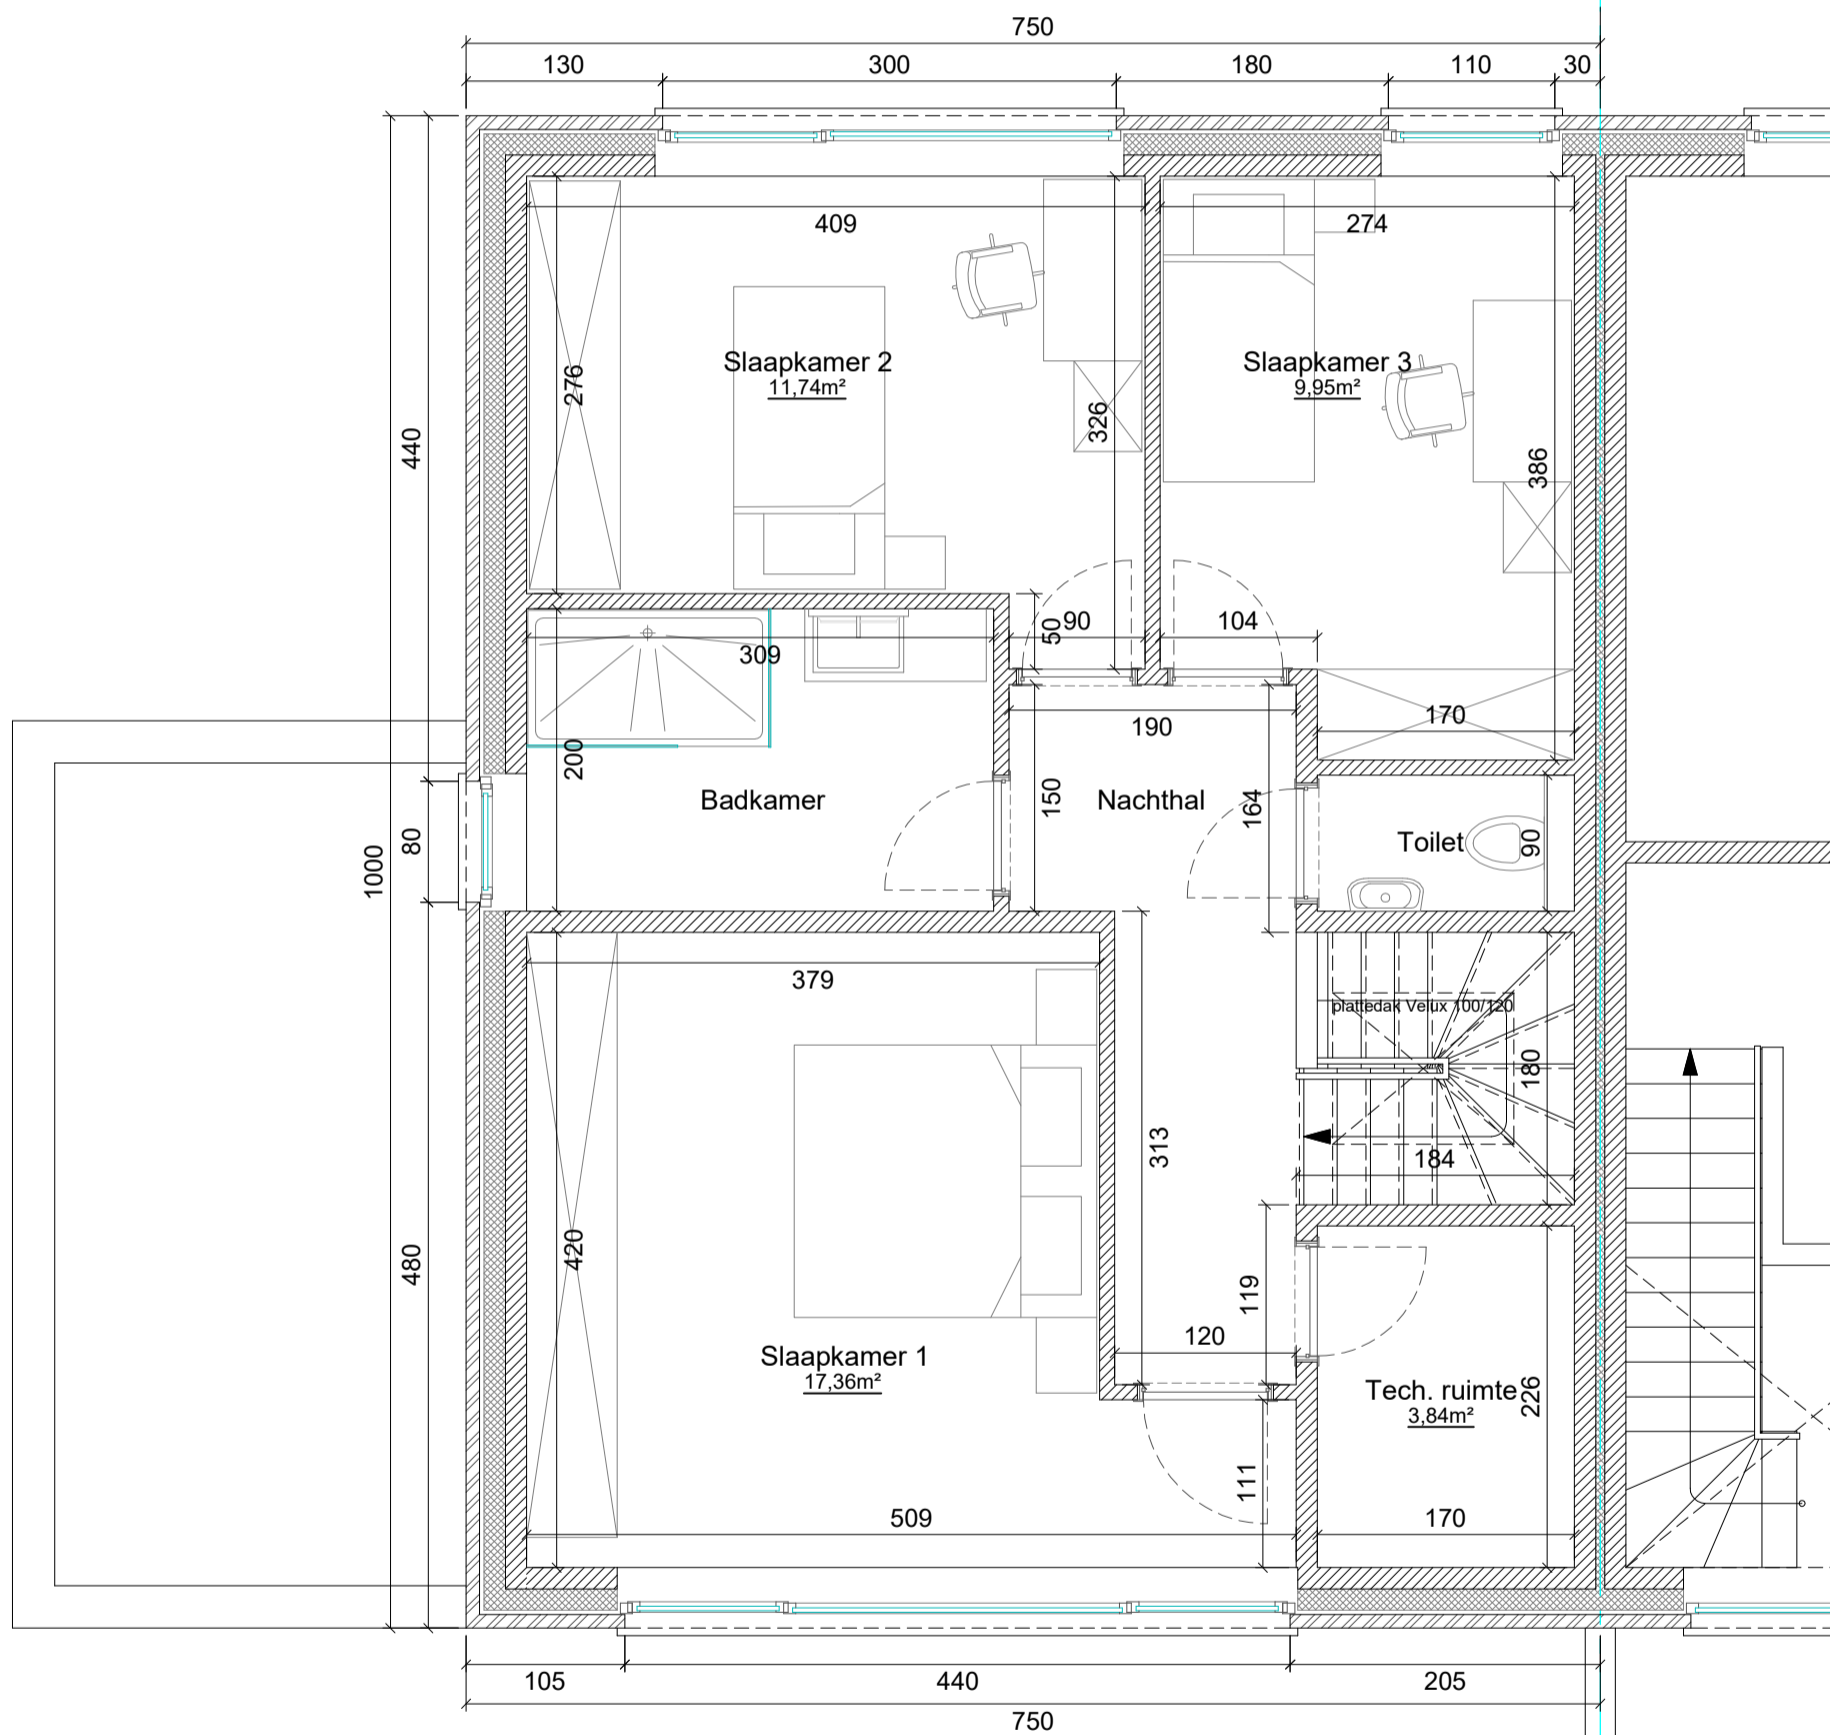 750
130 300 180 110 30
409 274
Slaapkamer 2
11,74m²
Slaapkamer 3
9,95m²
276
326
386
440
1000
80
480
50
90
104
309
190
170
200
150
164
Badkamer
Nachthal
Toilet
90
379
plattedak Velux 100/120
180
184
313
420
119
120
Slaapkamer 1
17,36m²
Tech. ruimte
3,84m²
226
111
509
170
105 440 205
750